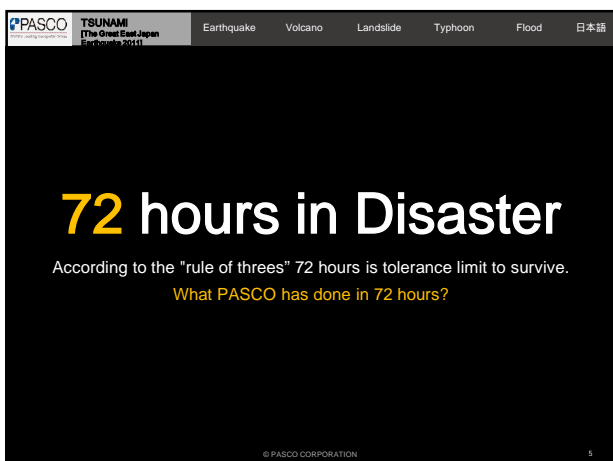 PASCO
TSUNAMI
[The Great East Japan
Earthquake 2011]
Earthquake Volcano Landslide Typhoon Flood 日本語
72 hours in Disaster
According to the "rule of threes” 72 hours is tolerance limit to survive.
What PASCO has done in 72 hours?
© PASCO CORPORATION 5